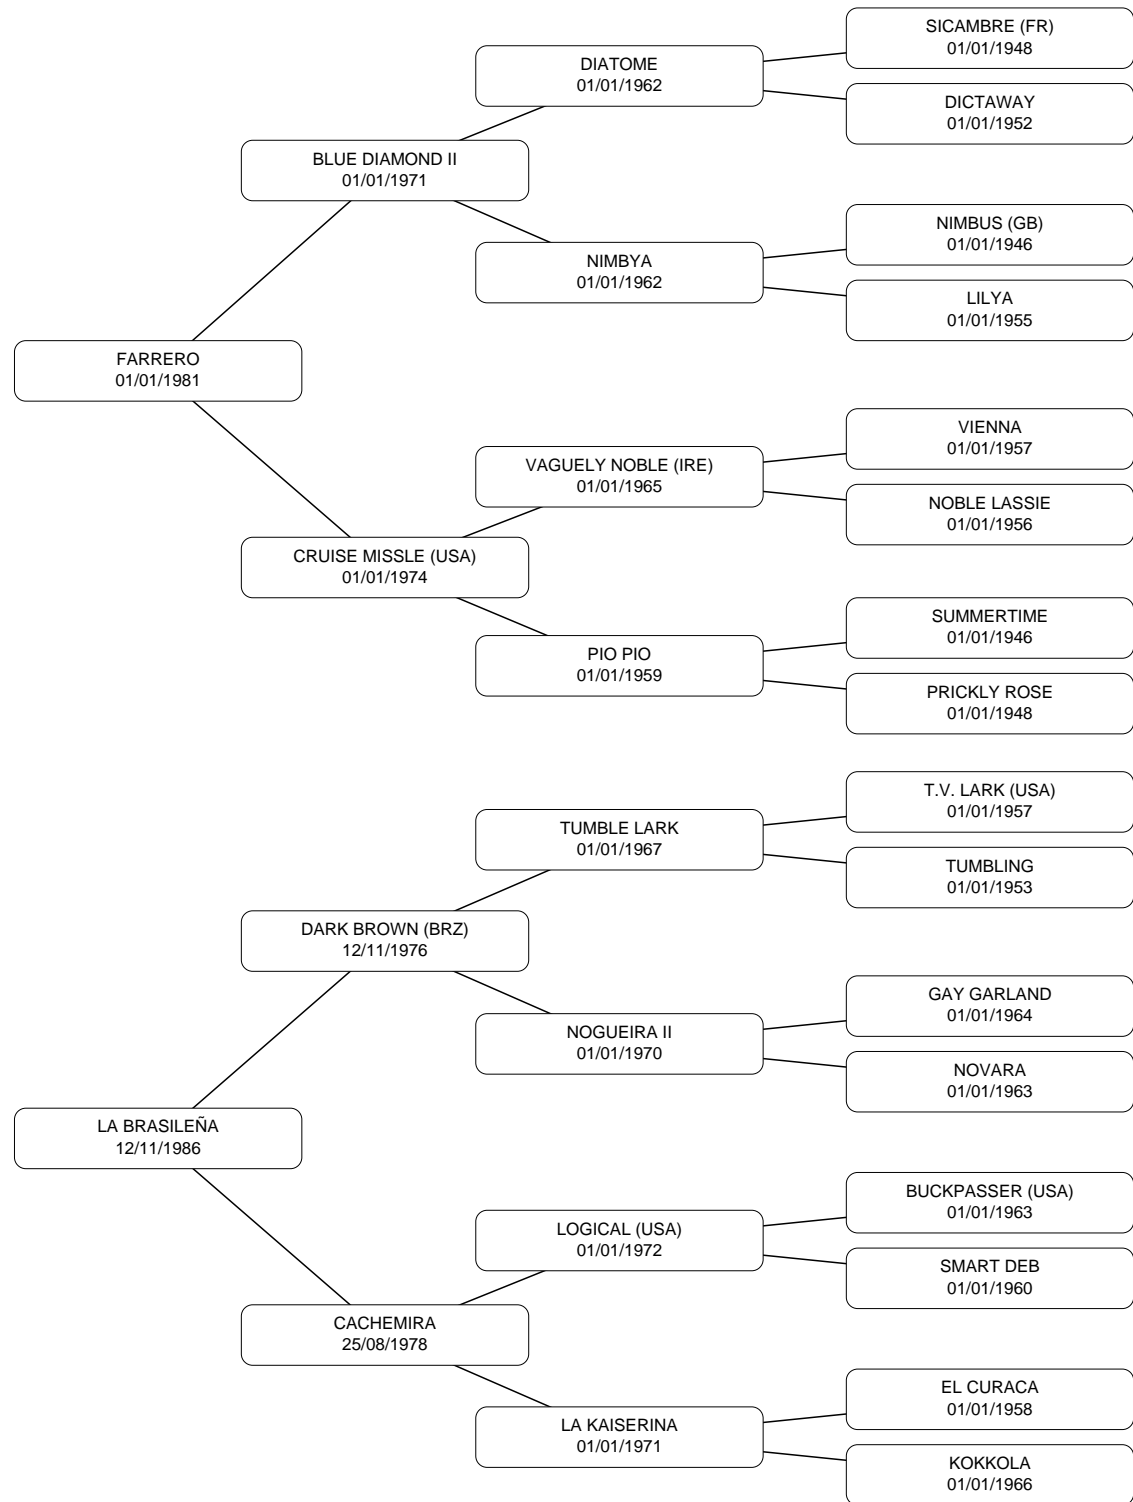 SICAMBRE (FR)
01/01/1948
DIATOME
01/01/1962
DICTAWAY
01/01/1952
BLUE DIAMOND II
01/01/1971
NIMBUS (GB)
01/01/1946
NIMBYA
01/01/1962
LILYA
01/01/1955
FARRERO
01/01/1981
VIENNA
01/01/1957
VAGUELY NOBLE (IRE)
01/01/1965
NOBLE LASSIE
01/01/1956
CRUISE MISSLE (USA)
01/01/1974
SUMMERTIME
01/01/1946
PIO PIO
01/01/1959
PRICKLY ROSE
01/01/1948
T.V. LARK (USA)
01/01/1957
TUMBLE LARK
01/01/1967
TUMBLING
01/01/1953
DARK BROWN (BRZ)
12/11/1976
GAY GARLAND
01/01/1964
NOGUEIRA II
01/01/1970
NOVARA
01/01/1963
LA BRASILEÑA
12/11/1986
BUCKPASSER (USA)
01/01/1963
LOGICAL (USA)
01/01/1972
SMART DEB
01/01/1960
CACHEMIRA
25/08/1978
EL CURACA
01/01/1958
LA KAISERINA
01/01/1971
KOKKOLA
01/01/1966